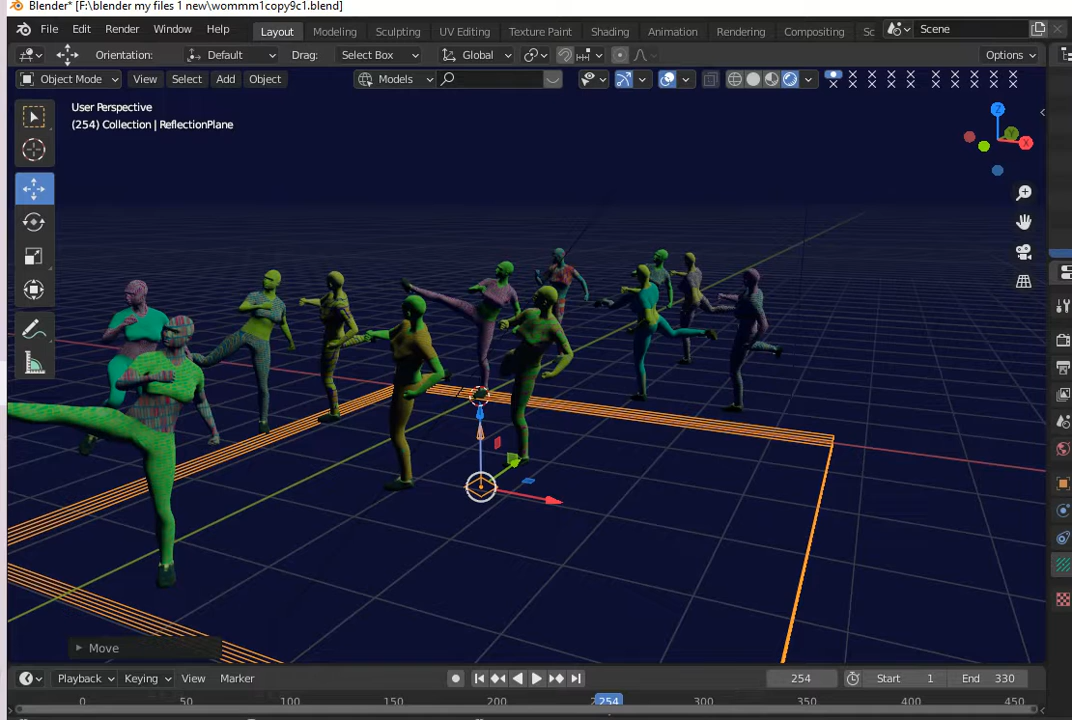 Blender* [F:\blender my files 1 new\wommm1copy9c1.blend]
File Edit Render Window Help Layout Modeling Sculpting UV Editing Texture Paint Shading Animation Rendering Compositing Sc Scene
Orientation: Default Drag: Select Box Global Options
Object Mode View Select Add Object Models
User Perspective
(254) Collection | ReflectionPlane
Z
Y
X
Move
Playback Keying View Marker 254 Start 1 End 330
0 50 100 150 200 254 300 350 400 450